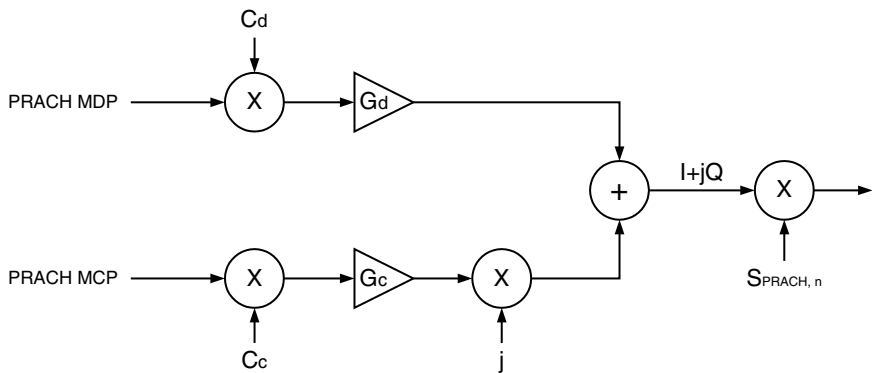 Cd
PRACH MDP
X
Gd
I+jQ
+
X
PRACH MCP
X
Gc
X
SPRACH, n
Cc
j